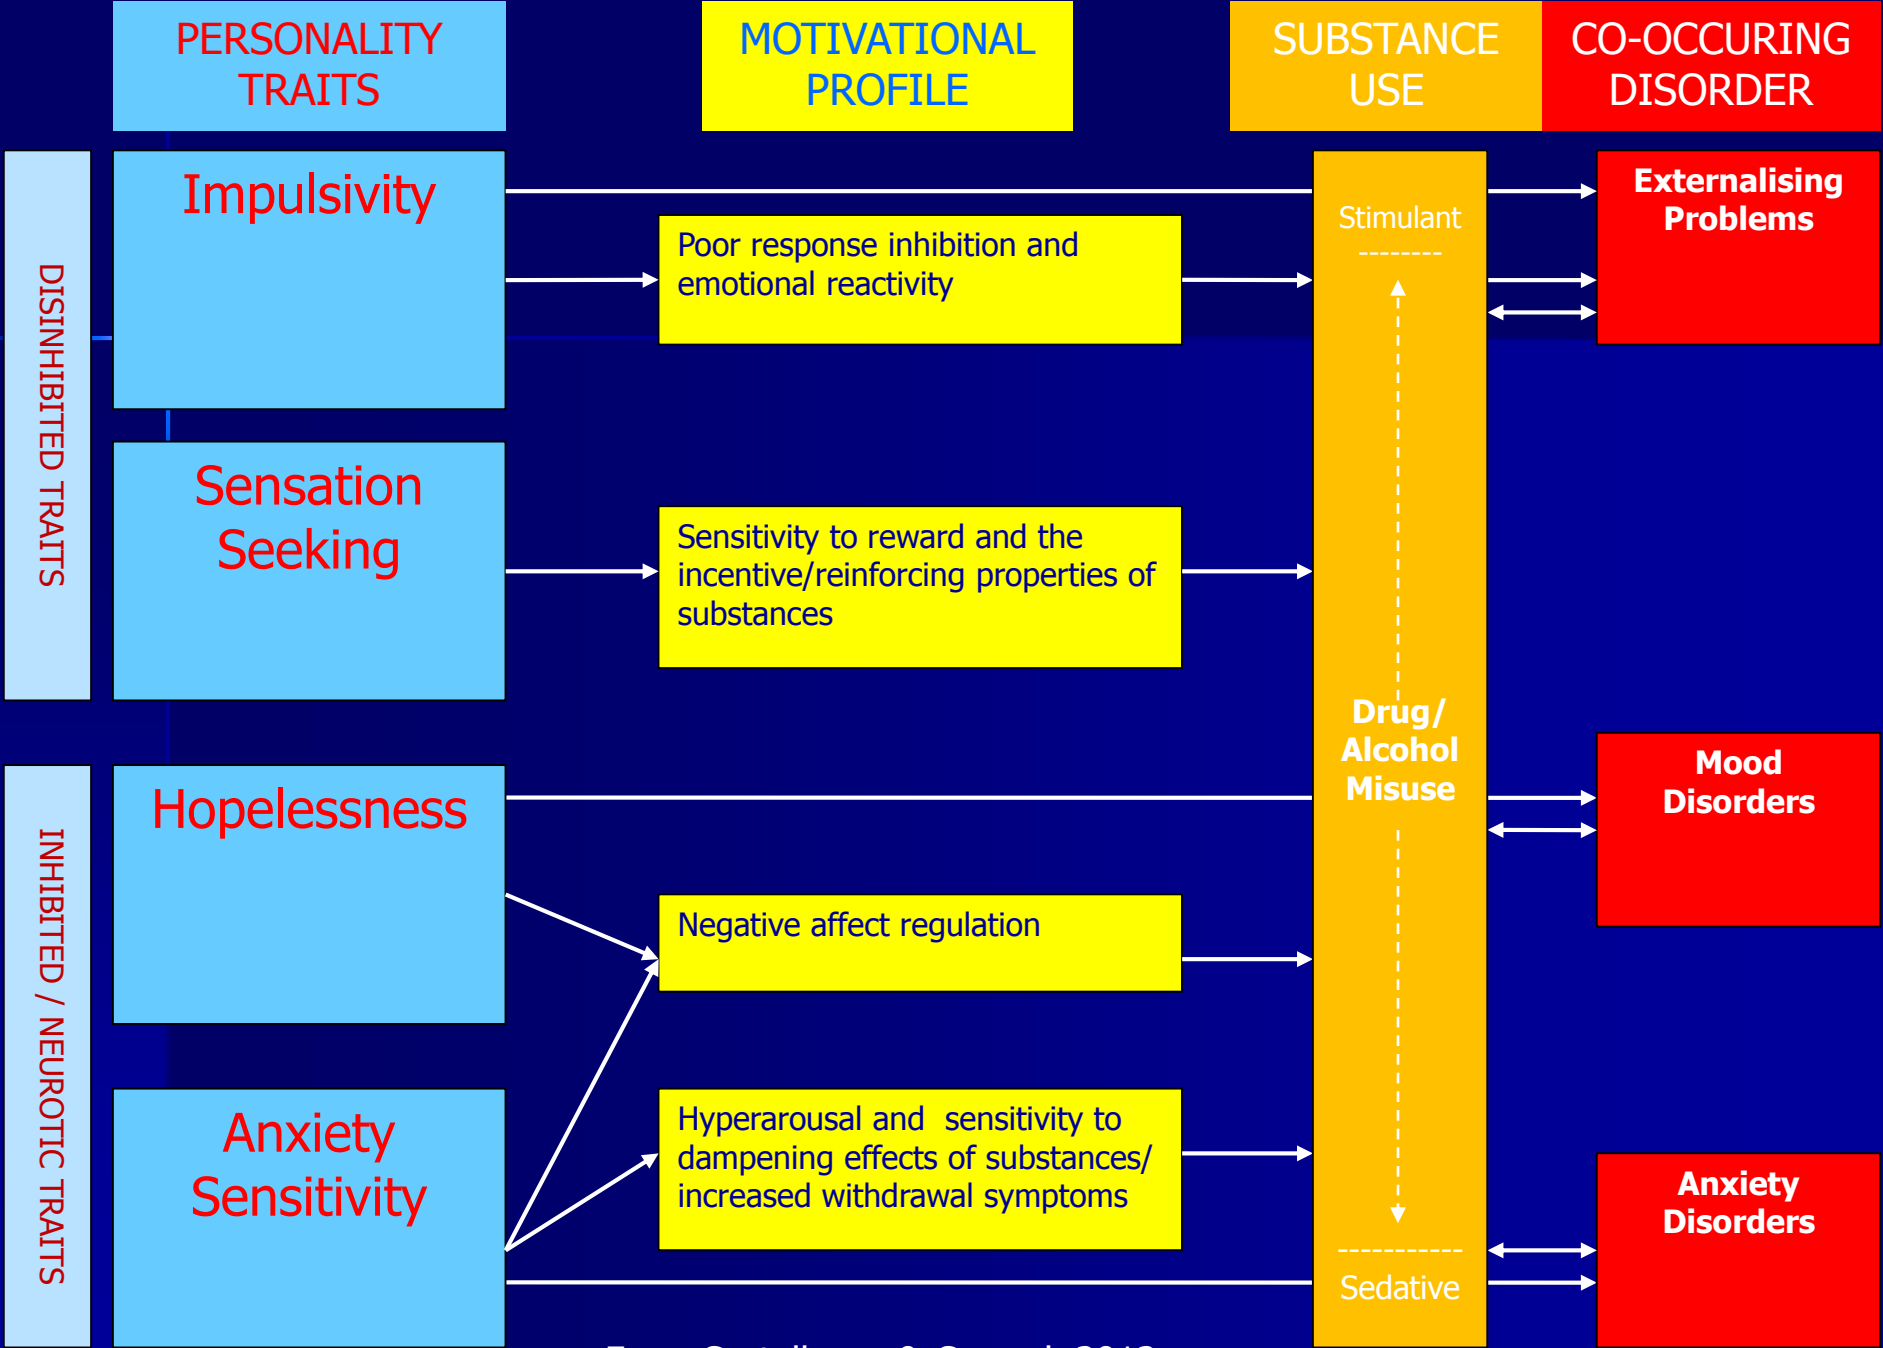 PERSONALITY
TRAITS
MOTIVATIONAL
PROFILE
SUBSTANCE
USE
CO-OCCURING
DISORDER
DISINHIBITED TRAITS
Impulsivity
Poor response inhibition and
emotional reactivity
Stimulant
--------
Externalising
Problems
Sensation
Seeking
Sensitivity to reward and the
incentive/reinforcing properties of
substances
Drug/
Alcohol
Misuse
INHIBITED / NEUROTIC TRAITS
Hopelessness
Negative affect regulation
Mood
Disorders
Anxiety
Sensitivity
Hyperarousal and  sensitivity to
dampening effects of substances/
increased withdrawal symptoms
-----------
Sedative
Anxiety
Disorders